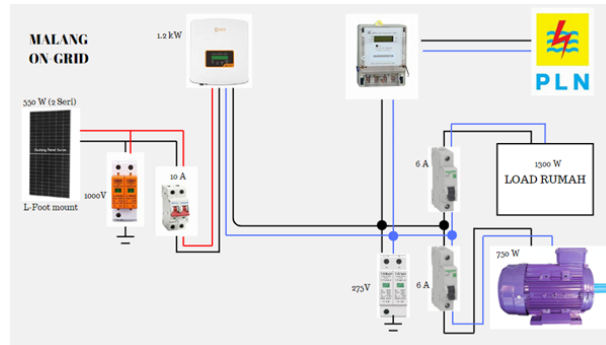 MALANG
ON-GRID
1.2 kW
PLN
550 W (2 Seri)
L-Foot mount
1000V
10 A
6 A
1300 W
LOAD RUMAH
275V
6 A
750 W